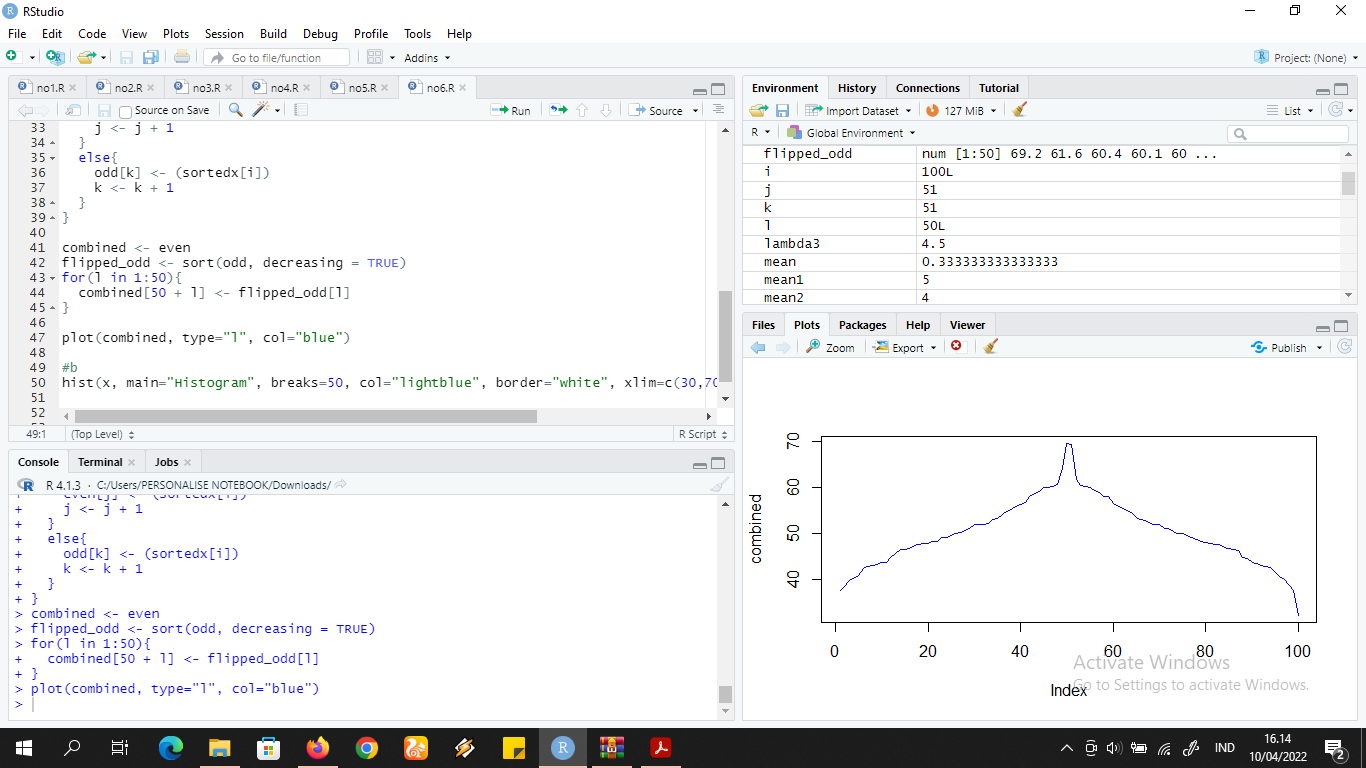 RStudio
File Edit Code View Plots Session Build Debug Profile Tools Help
Go to file/function Addins Project: (None)
no1.R no2.R no3.R no4.R no5.R no6.R
Source on Save Run Source
33 j <- j + 1
34 }
35 else{
36 odd[k] <- (sortedx[i])
37 k <- k + 1
38 }
39 }
40
41 combined <- even
42 flipped_odd <- sort(odd, decreasing = TRUE)
43 for(l in 1:50){
44 combined[50 + l] <- flipped_odd[l]
45 }
46
47 plot(combined, type="l", col="blue")
48
49 #b
50 hist(x, main="Histogram", breaks=50, col="lightblue", border="white", xlim=c(30,70
51
52
49:1 (Top Level) R Script
Console Terminal Jobs
R 4.1.3 · C:/Users/PERSONALISE NOTEBOOK/Downloads/
+ even[j] <- (sortedx[i])
+ j <- j + 1
+ }
+ else{
+ odd[k] <- (sortedx[i])
+ k <- k + 1
+ }
+ }
> combined <- even
> flipped_odd <- sort(odd, decreasing = TRUE)
> for(l in 1:50){
+ combined[50 + l] <- flipped_odd[l]
+ }
> plot(combined, type="l", col="blue")
>
Environment History Connections Tutorial
Import Dataset 127 MiB List
R Global Environment
flipped_odd num [1:50] 69.2 61.6 60.4 60.1 60 ...
i 100L
j 51
k 51
l 50L
lambda3 4.5
mean 0.333333333333333
mean1 5
mean2 4
Files Plots Packages Help Viewer
Zoom Export Publish
combined
70
60
50
40
0 20 40 60 80 100
Index
Activate Windows
Go to Settings to activate Windows.
IND
16.14
10/04/2022
2